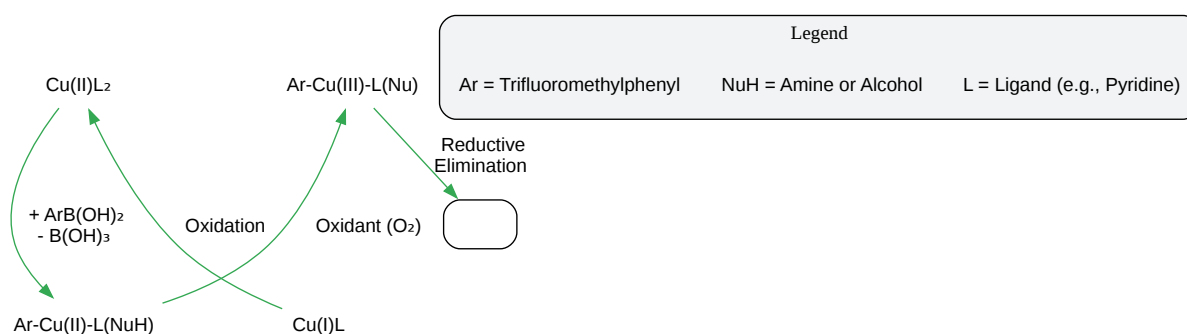 Legend
Ar = Trifluoromethylphenyl
NuH = Amine or Alcohol
L = Ligand (e.g., Pyridine)
Cu(II)L₂
Ar-Cu(III)-L(Nu)
Reductive
Elimination
+ ArB(OH)₂
- B(OH)₃
Oxidation
Oxidant (O₂)
Ar-Cu(II)-L(NuH)
Cu(I)L